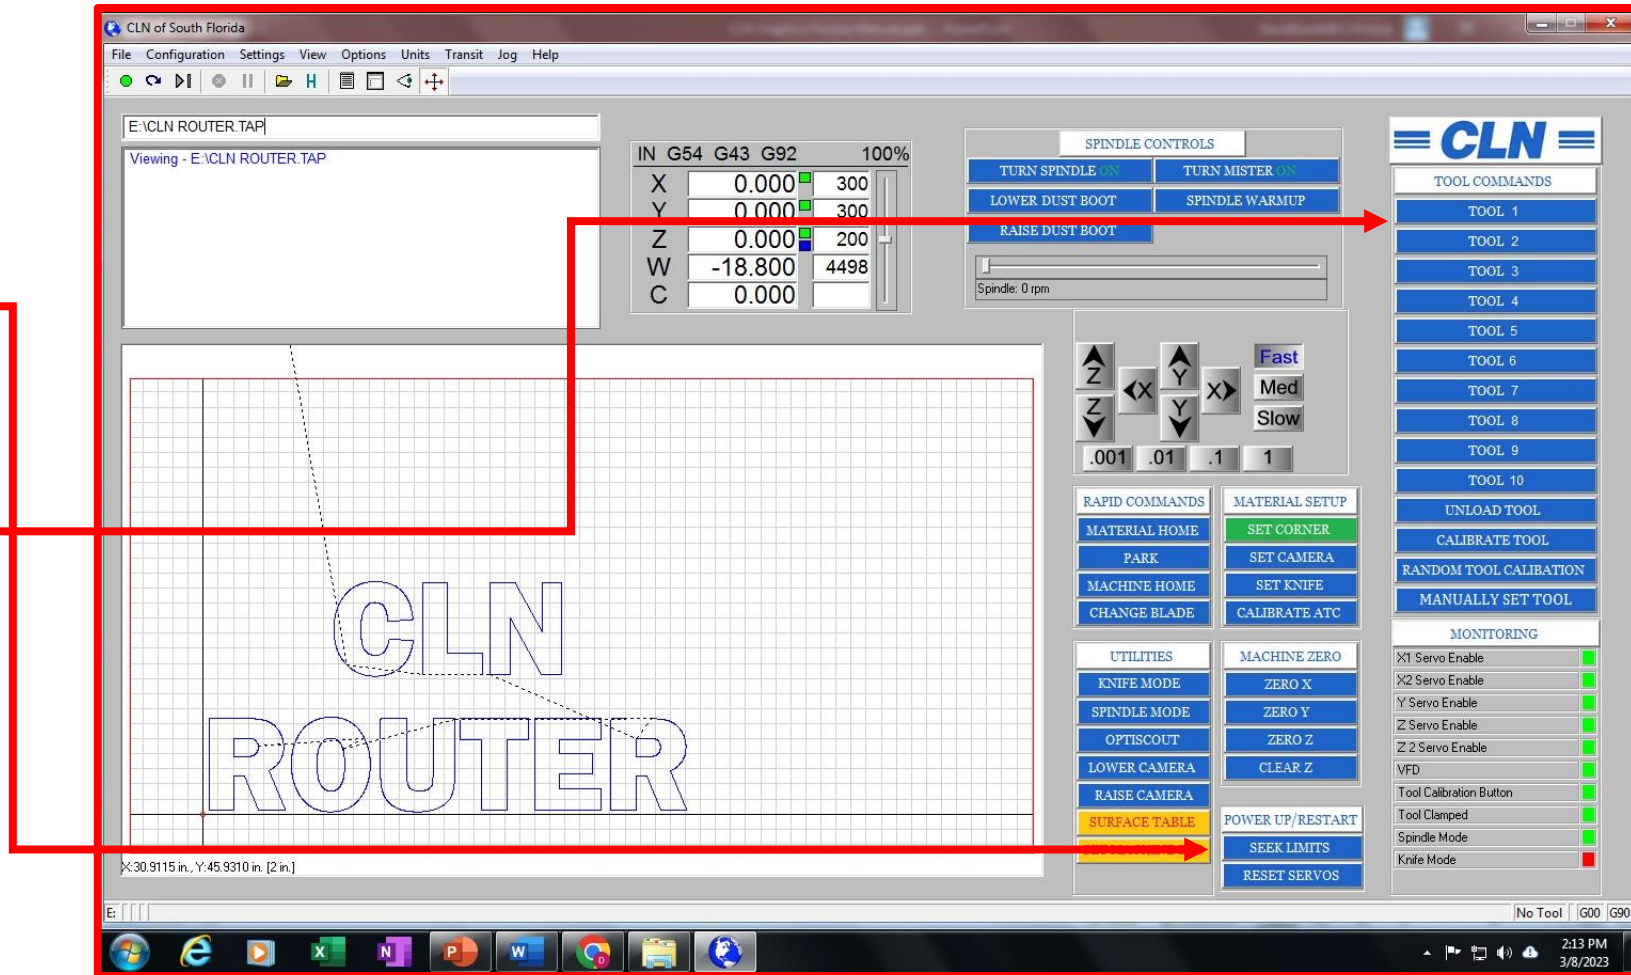 CLN of South Florida
File Configuration Settings View Options Units Transit Jog Help
E:\CLN ROUTER.TAP
Viewing - E:\CLN ROUTER.TAP
IN G54 G43 G92 100%
X 0.000 300
Y 0.000 300
Z 0.000 200
W -18.800 4498
C 0.000
SPINDLE CONTROLS
TURN SPINDLE ON TURN MISTER ON
LOWER DUST BOOT SPINDLE WARMUP
RAISE DUST BOOT
Spindle: 0 rpm
Z Y Fast
X X Med
Z Y Slow
.001 .01 .1 1
RAPID COMMANDS
MATERIAL HOME
PARK
MACHINE HOME
CHANGE BLADE
MATERIAL SETUP
SET CORNER
SET CAMERA
SET KNIFE
CALIBRATE ATC
UTILITIES
KNIFE MODE
SPINDLE MODE
OPTISCOUT
LOWER CAMERA
RAISE CAMERA
SURFACE TABLE
MACHINE ZERO
ZERO X
ZERO Y
ZERO Z
CLEAR Z
POWER UP/RESTART
SEEK LIMITS
RESET SERVOS
CLN
TOOL COMMANDS
TOOL 1
TOOL 2
TOOL 3
TOOL 4
TOOL 5
TOOL 6
TOOL 7
TOOL 8
TOOL 9
TOOL 10
UNLOAD TOOL
CALIBRATE TOOL
RANDOM TOOL CALIBATION
MANUALLY SET TOOL
MONITORING
X1 Servo Enable
X2 Servo Enable
Y Servo Enable
Z Servo Enable
Z 2 Servo Enable
VFD
Tool Calibration Button
Tool Clamped
Spindle Mode
Knife Mode
CLN
ROUTER
X:30.9115 in., Y:45.9310 in. [2 in.]
E: No Tool G00 G90
2:13 PM
3/8/2023